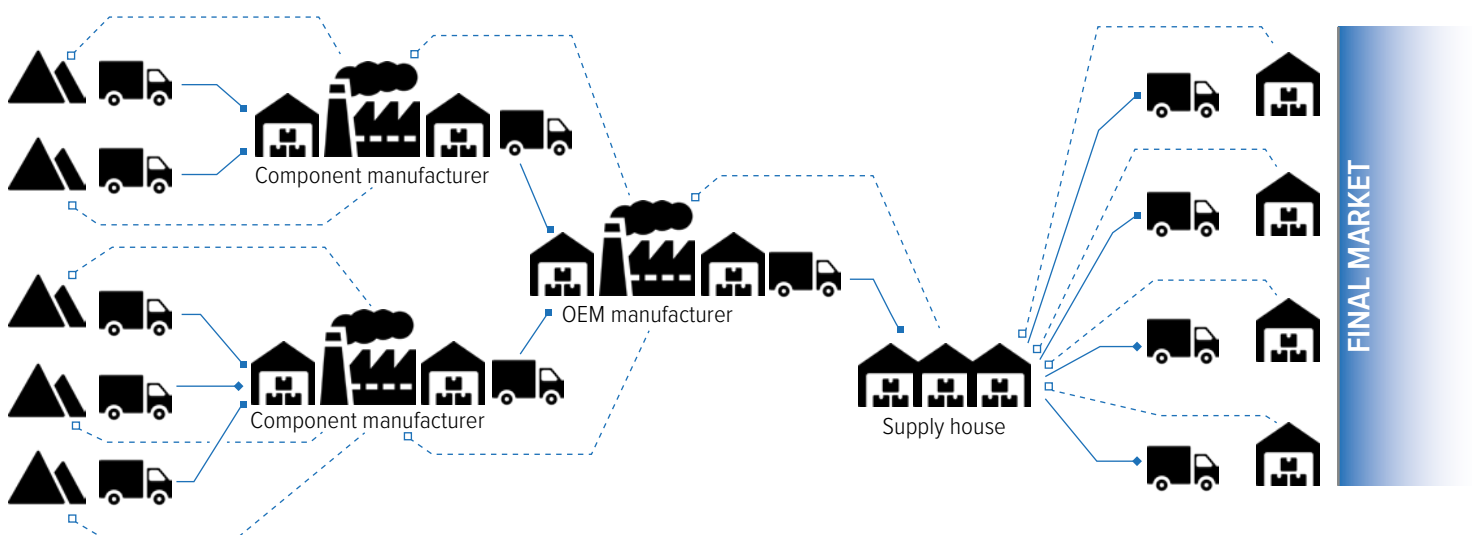 Component manufacturer
Component manufacturer
OEM manufacturer
Supply house
FINAL MARKET